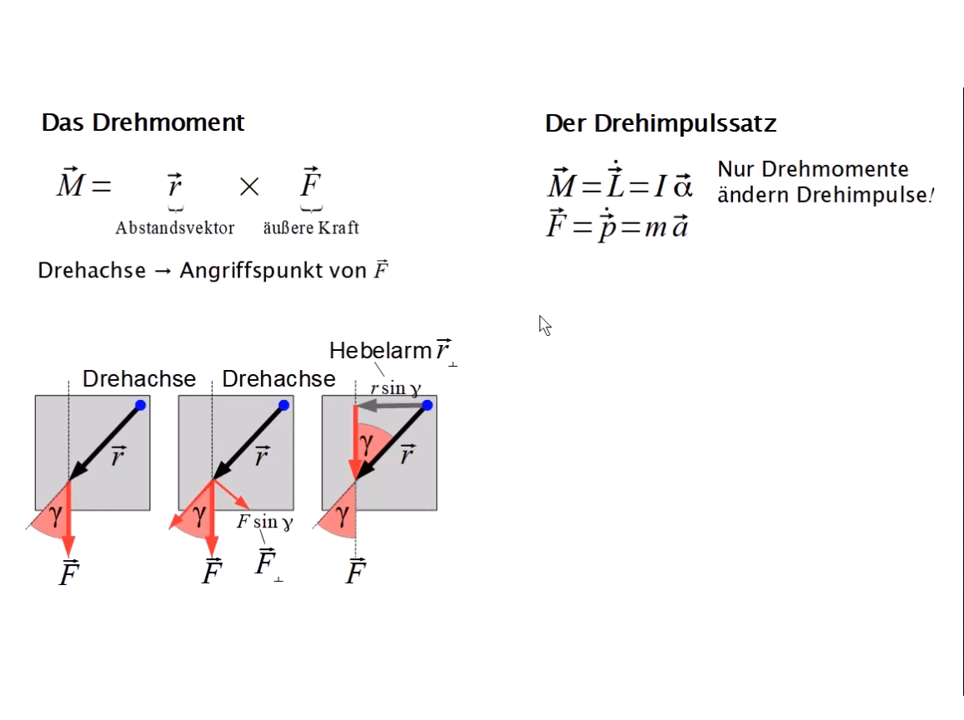 Das Drehmoment
M⃗ = r⃗ × F⃗
Abstandsvektor äußere Kraft
Drehachse → Angriffspunkt von F⃗
Hebelarm r⃗⊥
Drehachse Drehachse r sin γ
r⃗ r⃗ γ r⃗
γ γ F sin γ γ
F⃗ F⃗ F⃗⊥ F⃗
Der Drehimpulssatz
M⃗ = L⃗̇ = I α⃗
F⃗ = p⃗̇ = m a⃗
Nur Drehmomente
ändern Drehimpulse!